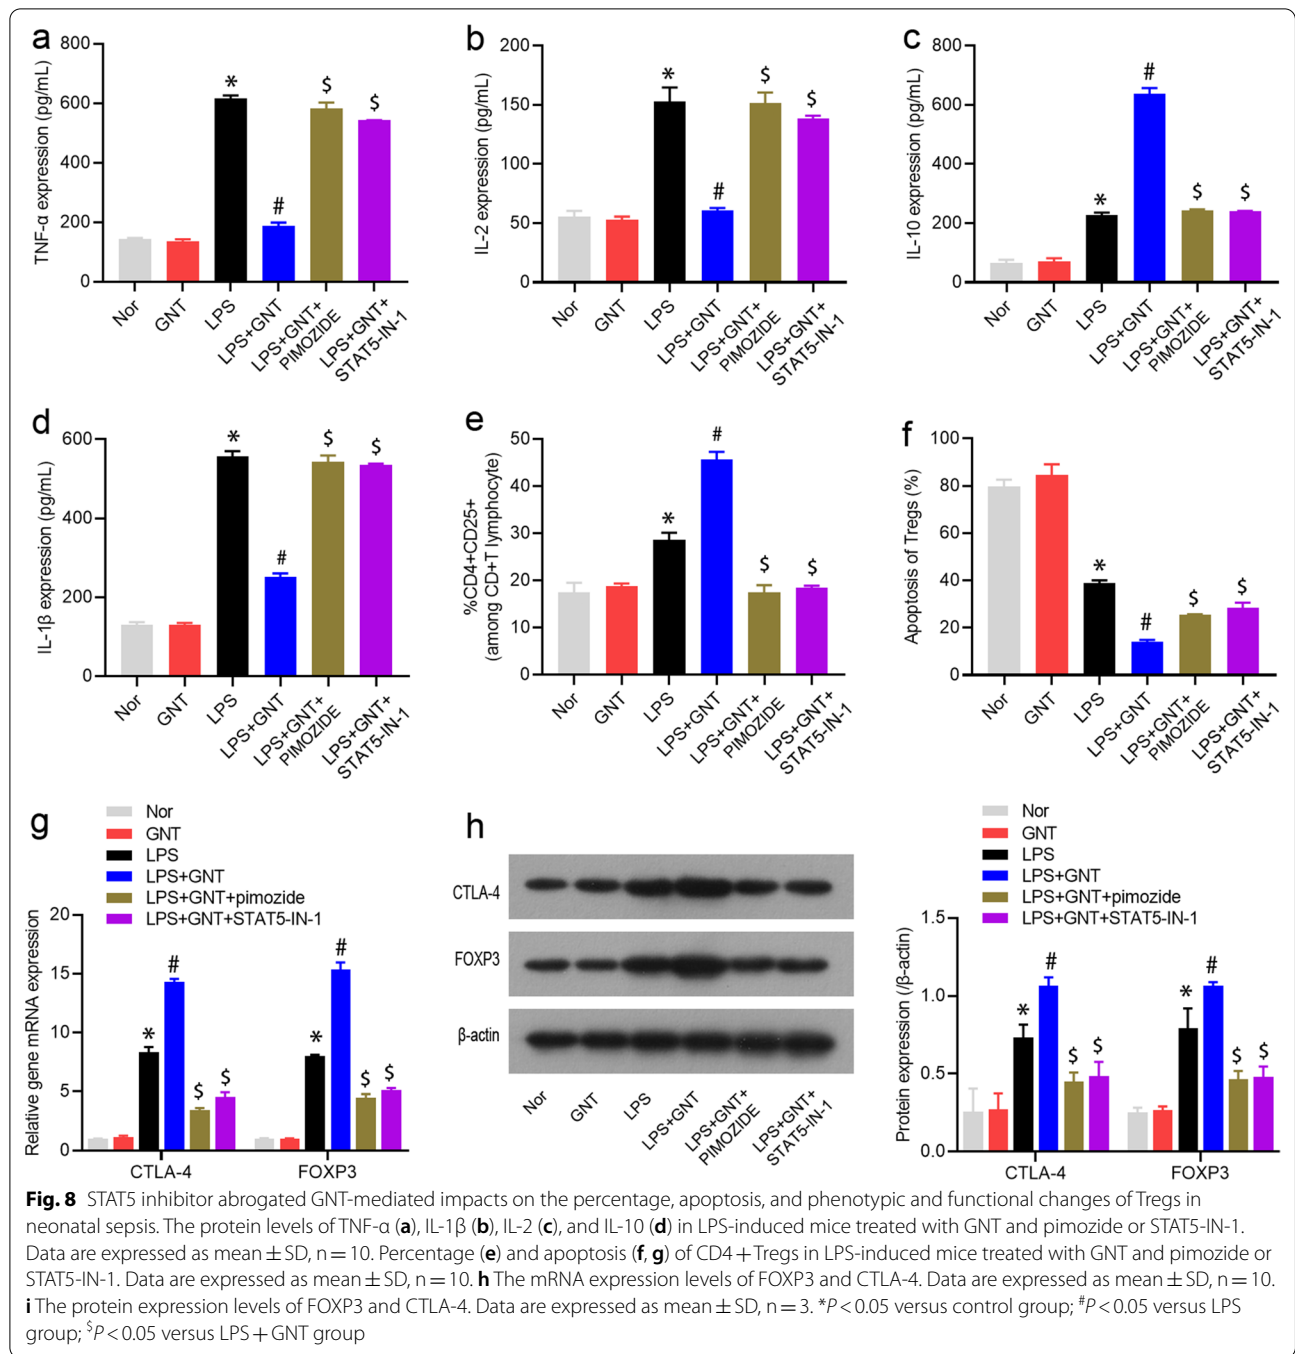 a
800
600
400
200
0
TNF-α expression (pg/mL)
* # $ $
Nor
GNT
LPS
LPS+GNT
LPS+GNT+
PIMOZIDE
LPS+GNT+
STAT5-IN-1
b
200
150
100
50
0
IL-2 expression (pg/mL)
* # $ $
Nor
GNT
LPS
LPS+GNT
LPS+GNT+
PIMOZIDE
LPS+GNT+
STAT5-IN-1
c
800
600
400
200
0
IL-10 expression (pg/mL)
* # $ $
Nor
GNT
LPS
LPS+GNT
LPS+GNT+
PIMOZIDE
LPS+GNT+
STAT5-IN-1
d
600
400
200
0
IL-1β expression (pg/mL)
* # $ $
Nor
GNT
LPS
LPS+GNT
LPS+GNT+
PIMOZIDE
LPS+GNT+
STAT5-IN-1
e
50
40
30
20
10
0
%CD4+CD25+
(among CD+T lymphocyte)
* # $ $
Nor
GNT
LPS
LPS+GNT
LPS+GNT+
PIMOZIDE
LPS+GNT+
STAT5-IN-1
f
100
80
60
40
20
0
Apoptosis of Tregs (%)
* # $ $
Nor
GNT
LPS
LPS+GNT
LPS+GNT+
PIMOZIDE
LPS+GNT+
STAT5-IN-1
g
Nor
GNT
LPS
LPS+GNT
LPS+GNT+pimozide
LPS+GNT+STAT5-IN-1
20
15
10
5
0
Relative gene mRNA expression
* # $ $ * # $ $
CTLA-4 FOXP3
h
CTLA-4
FOXP3
β-actin
Nor
GNT
LPS
LPS+GNT
LPS+GNT+
PIMOZIDE
LPS+GNT+
STAT5-IN-1
Nor
GNT
LPS
LPS+GNT
LPS+GNT+pimozide
LPS+GNT+STAT5-IN-1
1.5
1.0
0.5
0.0
Protein expression (/β-actin)
* # $ $ * # $ $
CTLA-4 FOXP3
Fig. 8 STAT5 inhibitor abrogated GNT-mediated impacts on the percentage, apoptosis, and phenotypic and functional changes of Tregs in
neonatal sepsis. The protein levels of TNF-α (a), IL-1β (b), IL-2 (c), and IL-10 (d) in LPS-induced mice treated with GNT and pimozide or STAT5-IN-1.
Data are expressed as mean ± SD, n = 10. Percentage (e) and apoptosis (f, g) of CD4 + Tregs in LPS-induced mice treated with GNT and pimozide or
STAT5-IN-1. Data are expressed as mean ± SD, n = 10. h The mRNA expression levels of FOXP3 and CTLA-4. Data are expressed as mean ± SD, n = 10.
i The protein expression levels of FOXP3 and CTLA-4. Data are expressed as mean ± SD, n = 3. *P < 0.05 versus control group; #P < 0.05 versus LPS
group; $P < 0.05 versus LPS + GNT group